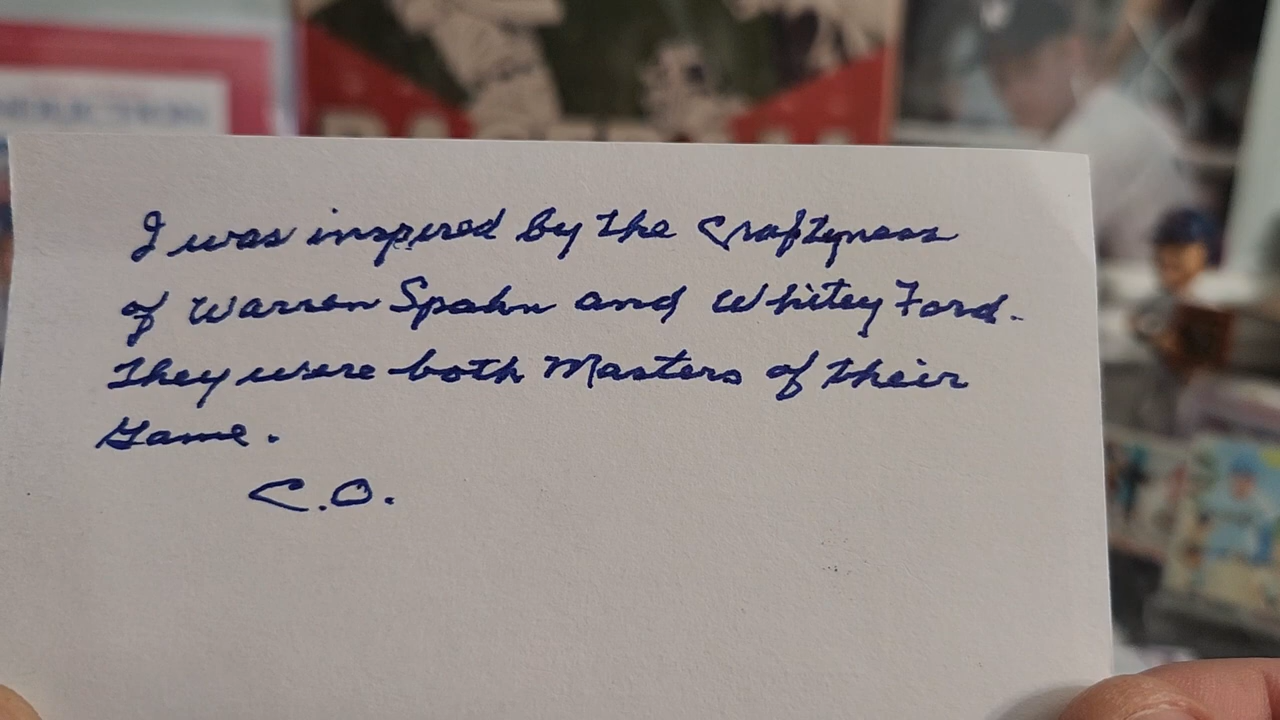 I was inspired by the Craftyness
of Warren Spahn and Whitey Ford.
They were both Masters of their
Game.
C.O.